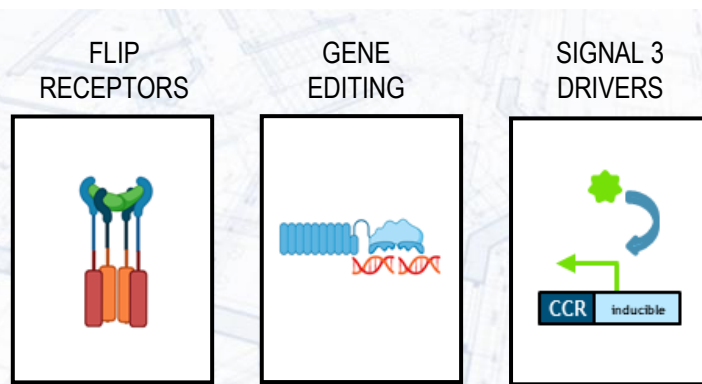 FLIP
RECEPTORS
GENE
EDITING
SIGNAL 3
DRIVERS
CCR inducible